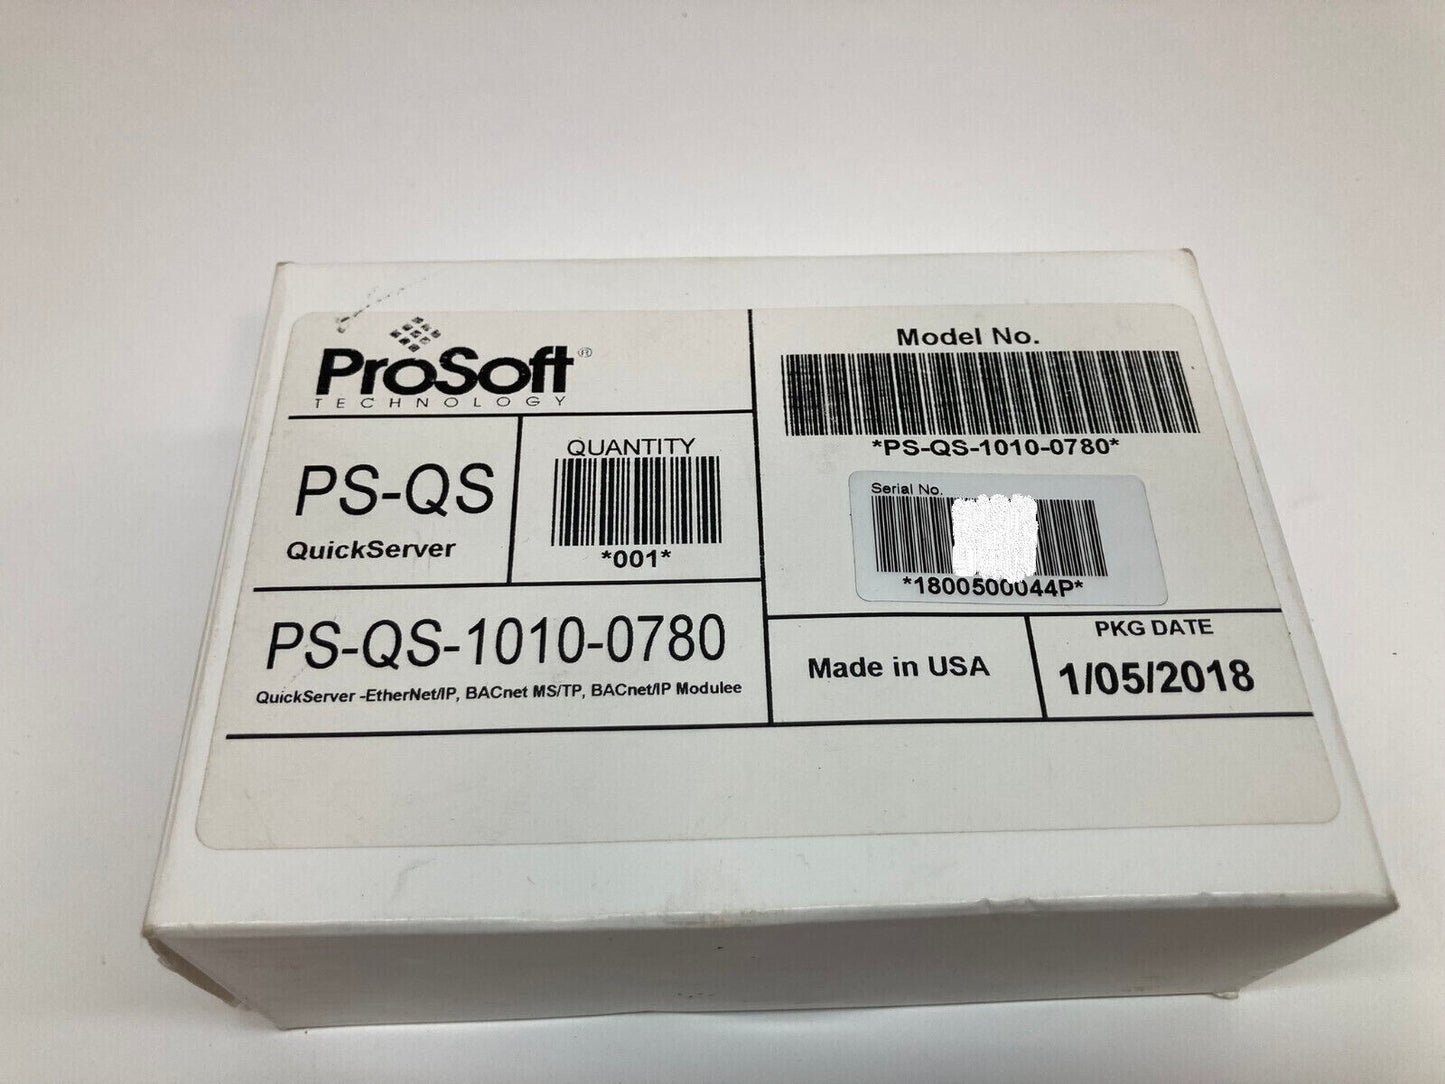 ProSoft®
TECHNOLOGY
PS-QS
QuickServer
QUANTITY
*001*
PS-QS-1010-0780
QuickServer -EtherNet/IP, BACnet MS/TP, BACnet/IP Modulee
Model No.
*PS-QS-1010-0780*
Serial No.
*1800500044P*
Made in USA
PKG DATE
1/05/2018